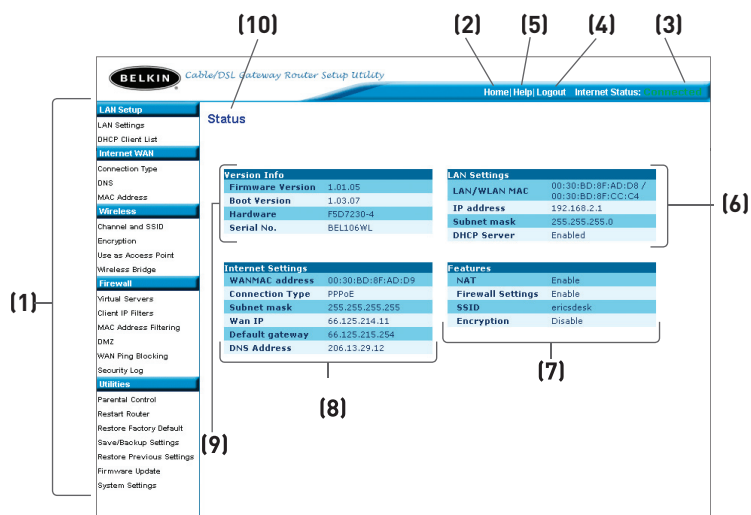 (10)
(2)
(5)
(4)
(3)
BELKIN
Cable/DSL Gateway Router Setup Utility
Home|Help|Logout Internet Status: Connected
(1)
LAN Setup
LAN Settings
DHCP Client List
Internet WAN
Connection Type
DNS
MAC Address
Wireless
Channel and SSID
Encryption
Use as Access Point
Wireless Bridge
Firewall
Virtual Servers
Client IP Filters
MAC Address Filtering
DMZ
WAN Ping Blocking
Security Log
Utilities
Parental Control
Restart Router
Restore Factory Default
Save/Backup Settings
Restore Previous Settings
Firmware Update
System Settings
Status
Version Info
Firmware Version 1.01.05
Boot Version 1.03.07
Hardware F5D7230-4
Serial No. BEL106WL
(9)
LAN Settings
LAN/WLAN MAC 00:30:BD:8F:AD:D8 /
00:30:BD:8F:CC:C4
IP address 192.168.2.1
Subnet mask 255.255.255.0
DHCP Server Enabled
(6)
Internet Settings
WANMAC address 00:30:BD:8F:AD:D9
Connection Type PPPoE
Subnet mask 255.255.255.255
Wan IP 66.125.214.11
Default gateway 66.125.215.254
DNS Address 206.13.29.12
(8)
Features
NAT Enable
Firewall Settings Enable
SSID ericsdesk
Encryption Disable
(7)